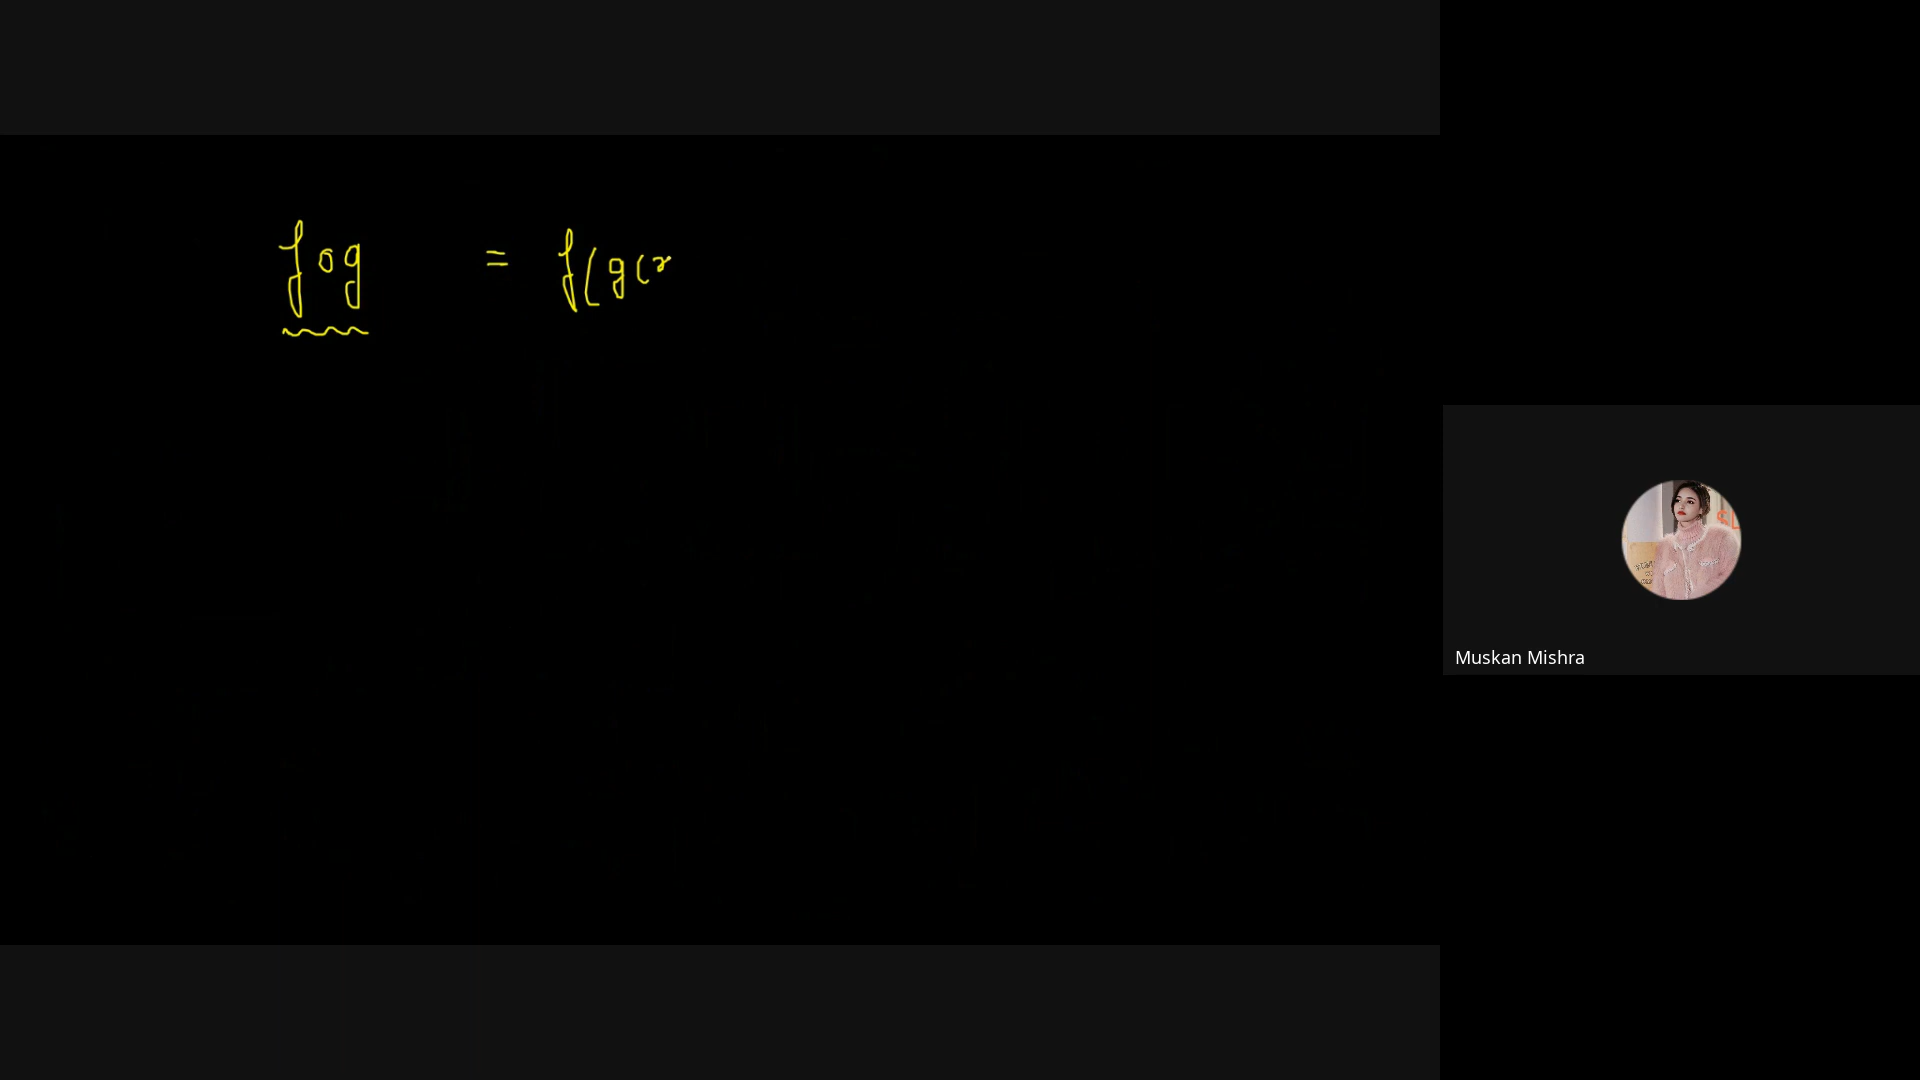 fog = f(g(x
Muskan Mishra